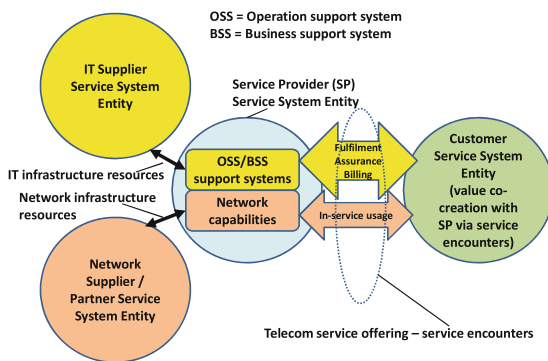 OSS = Operation support system
BSS = Business support system
IT Supplier
Service System
Entity
Service Provider (SP)
Service System Entity
IT infrastructure resources
Network infrastructure
resources
OSS/BSS
support systems
Network
capabilities
Fulfilment
Assurance
Billing
In-service usage
Customer
Service System
Entity
(value co-
creation with
SP via service
encounters)
Network
Supplier /
Partner Service
System Entity
Telecom service offering – service encounters